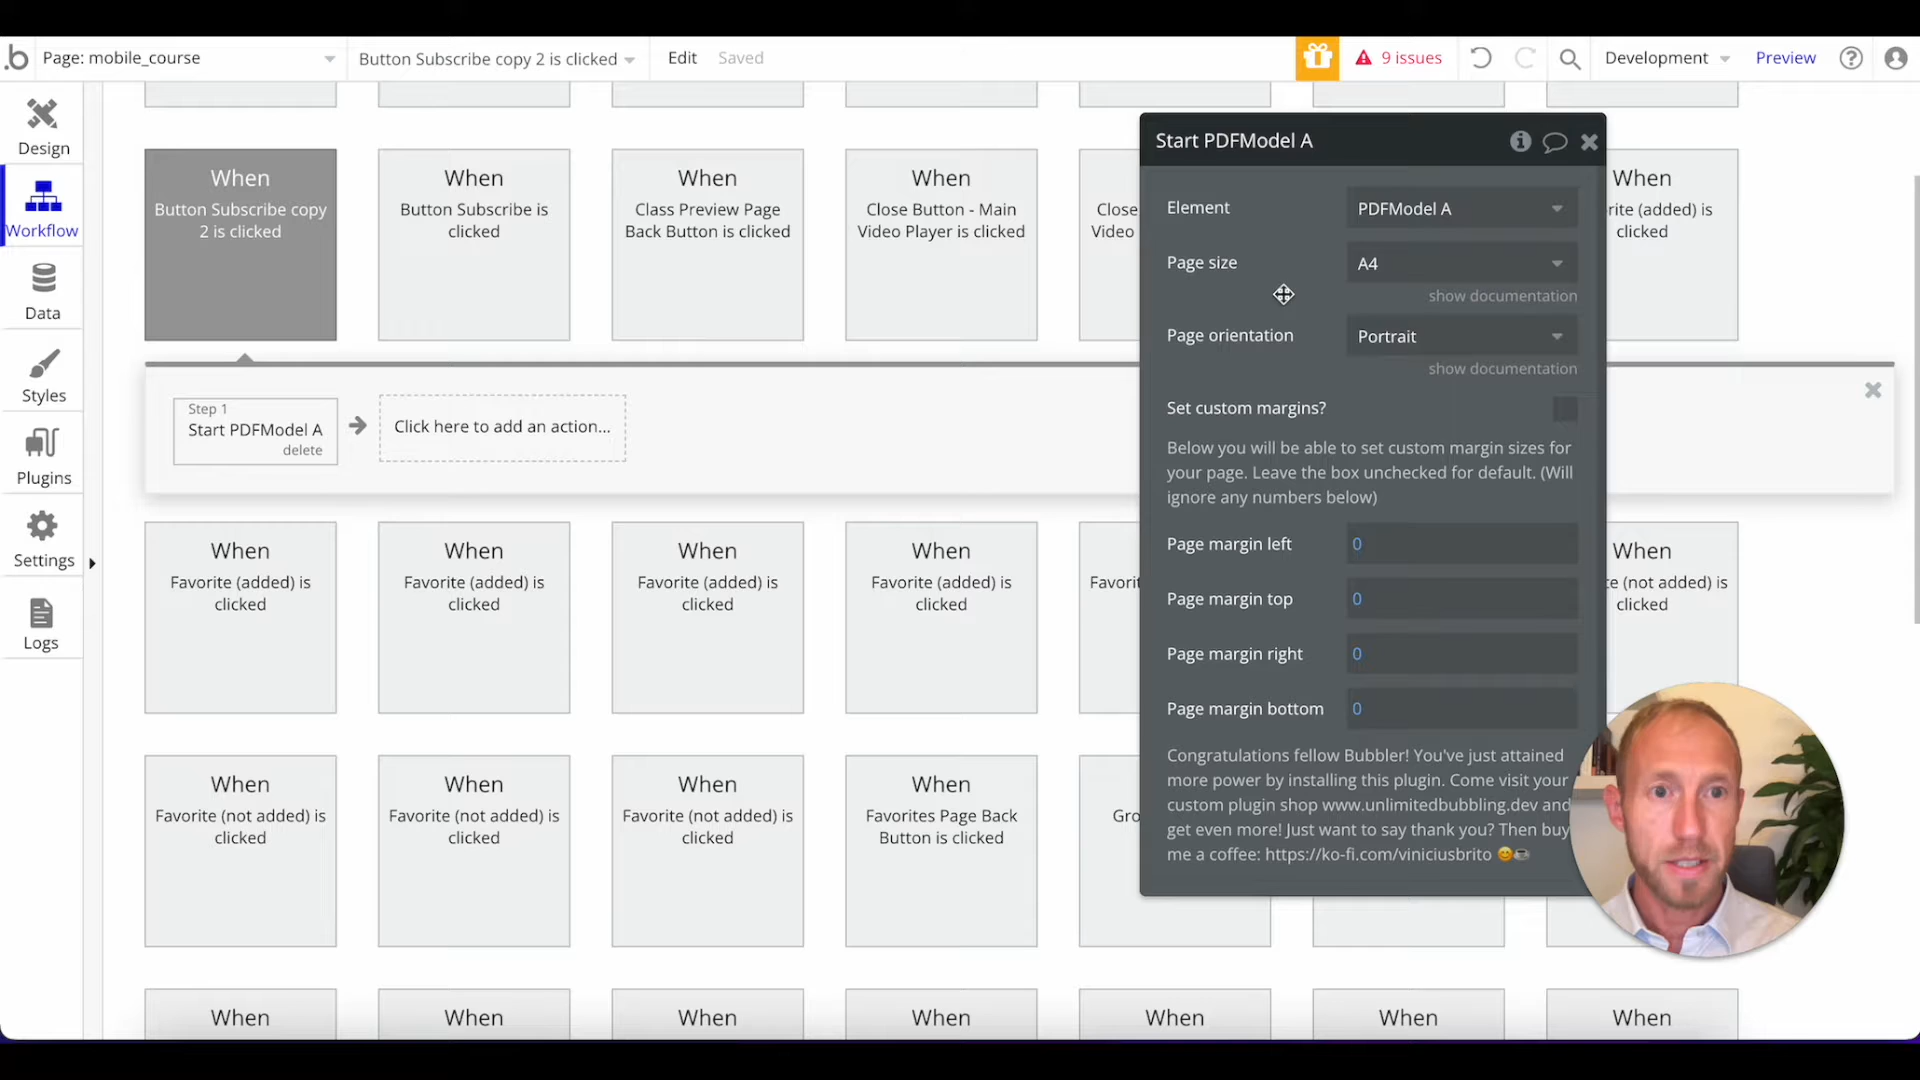 .b
Page: mobile_course
Button Subscribe copy 2 is clicked
Edit
Saved
9 issues
Development
Preview
Design
Workflow
Data
Styles
Plugins
Settings
Logs
When
Button Subscribe copy
2 is clicked
When
Button Subscribe is
clicked
When
Class Preview Page
Back Button is clicked
When
Close Button - Main
Video Player is clicked
Close
Video
When
rite (added) is
clicked
Step 1
Start PDFModel A
delete
Click here to add an action...
When
Favorite (added) is
clicked
When
Favorite (added) is
clicked
When
Favorite (added) is
clicked
When
Favorite (added) is
clicked
Favorit
When
te (not added) is
clicked
When
Favorite (not added) is
clicked
When
Favorite (not added) is
clicked
When
Favorite (not added) is
clicked
When
Favorites Page Back
Button is clicked
Gro
When
When
When
When
When
When
When
Start PDFModel A
Element
PDFModel A
Page size
A4
show documentation
Page orientation
Portrait
show documentation
Set custom margins?
Below you will be able to set custom margin sizes for
your page. Leave the box unchecked for default. (Will
ignore any numbers below)
Page margin left
0
Page margin top
0
Page margin right
0
Page margin bottom
0
Congratulations fellow Bubbler! You've just attained
more power by installing this plugin. Come visit your
custom plugin shop www.unlimitedbubbling.dev and
get even more! Just want to say thank you? Then buy
me a coffee: https://ko-fi.com/viniciusbrito 😊☕